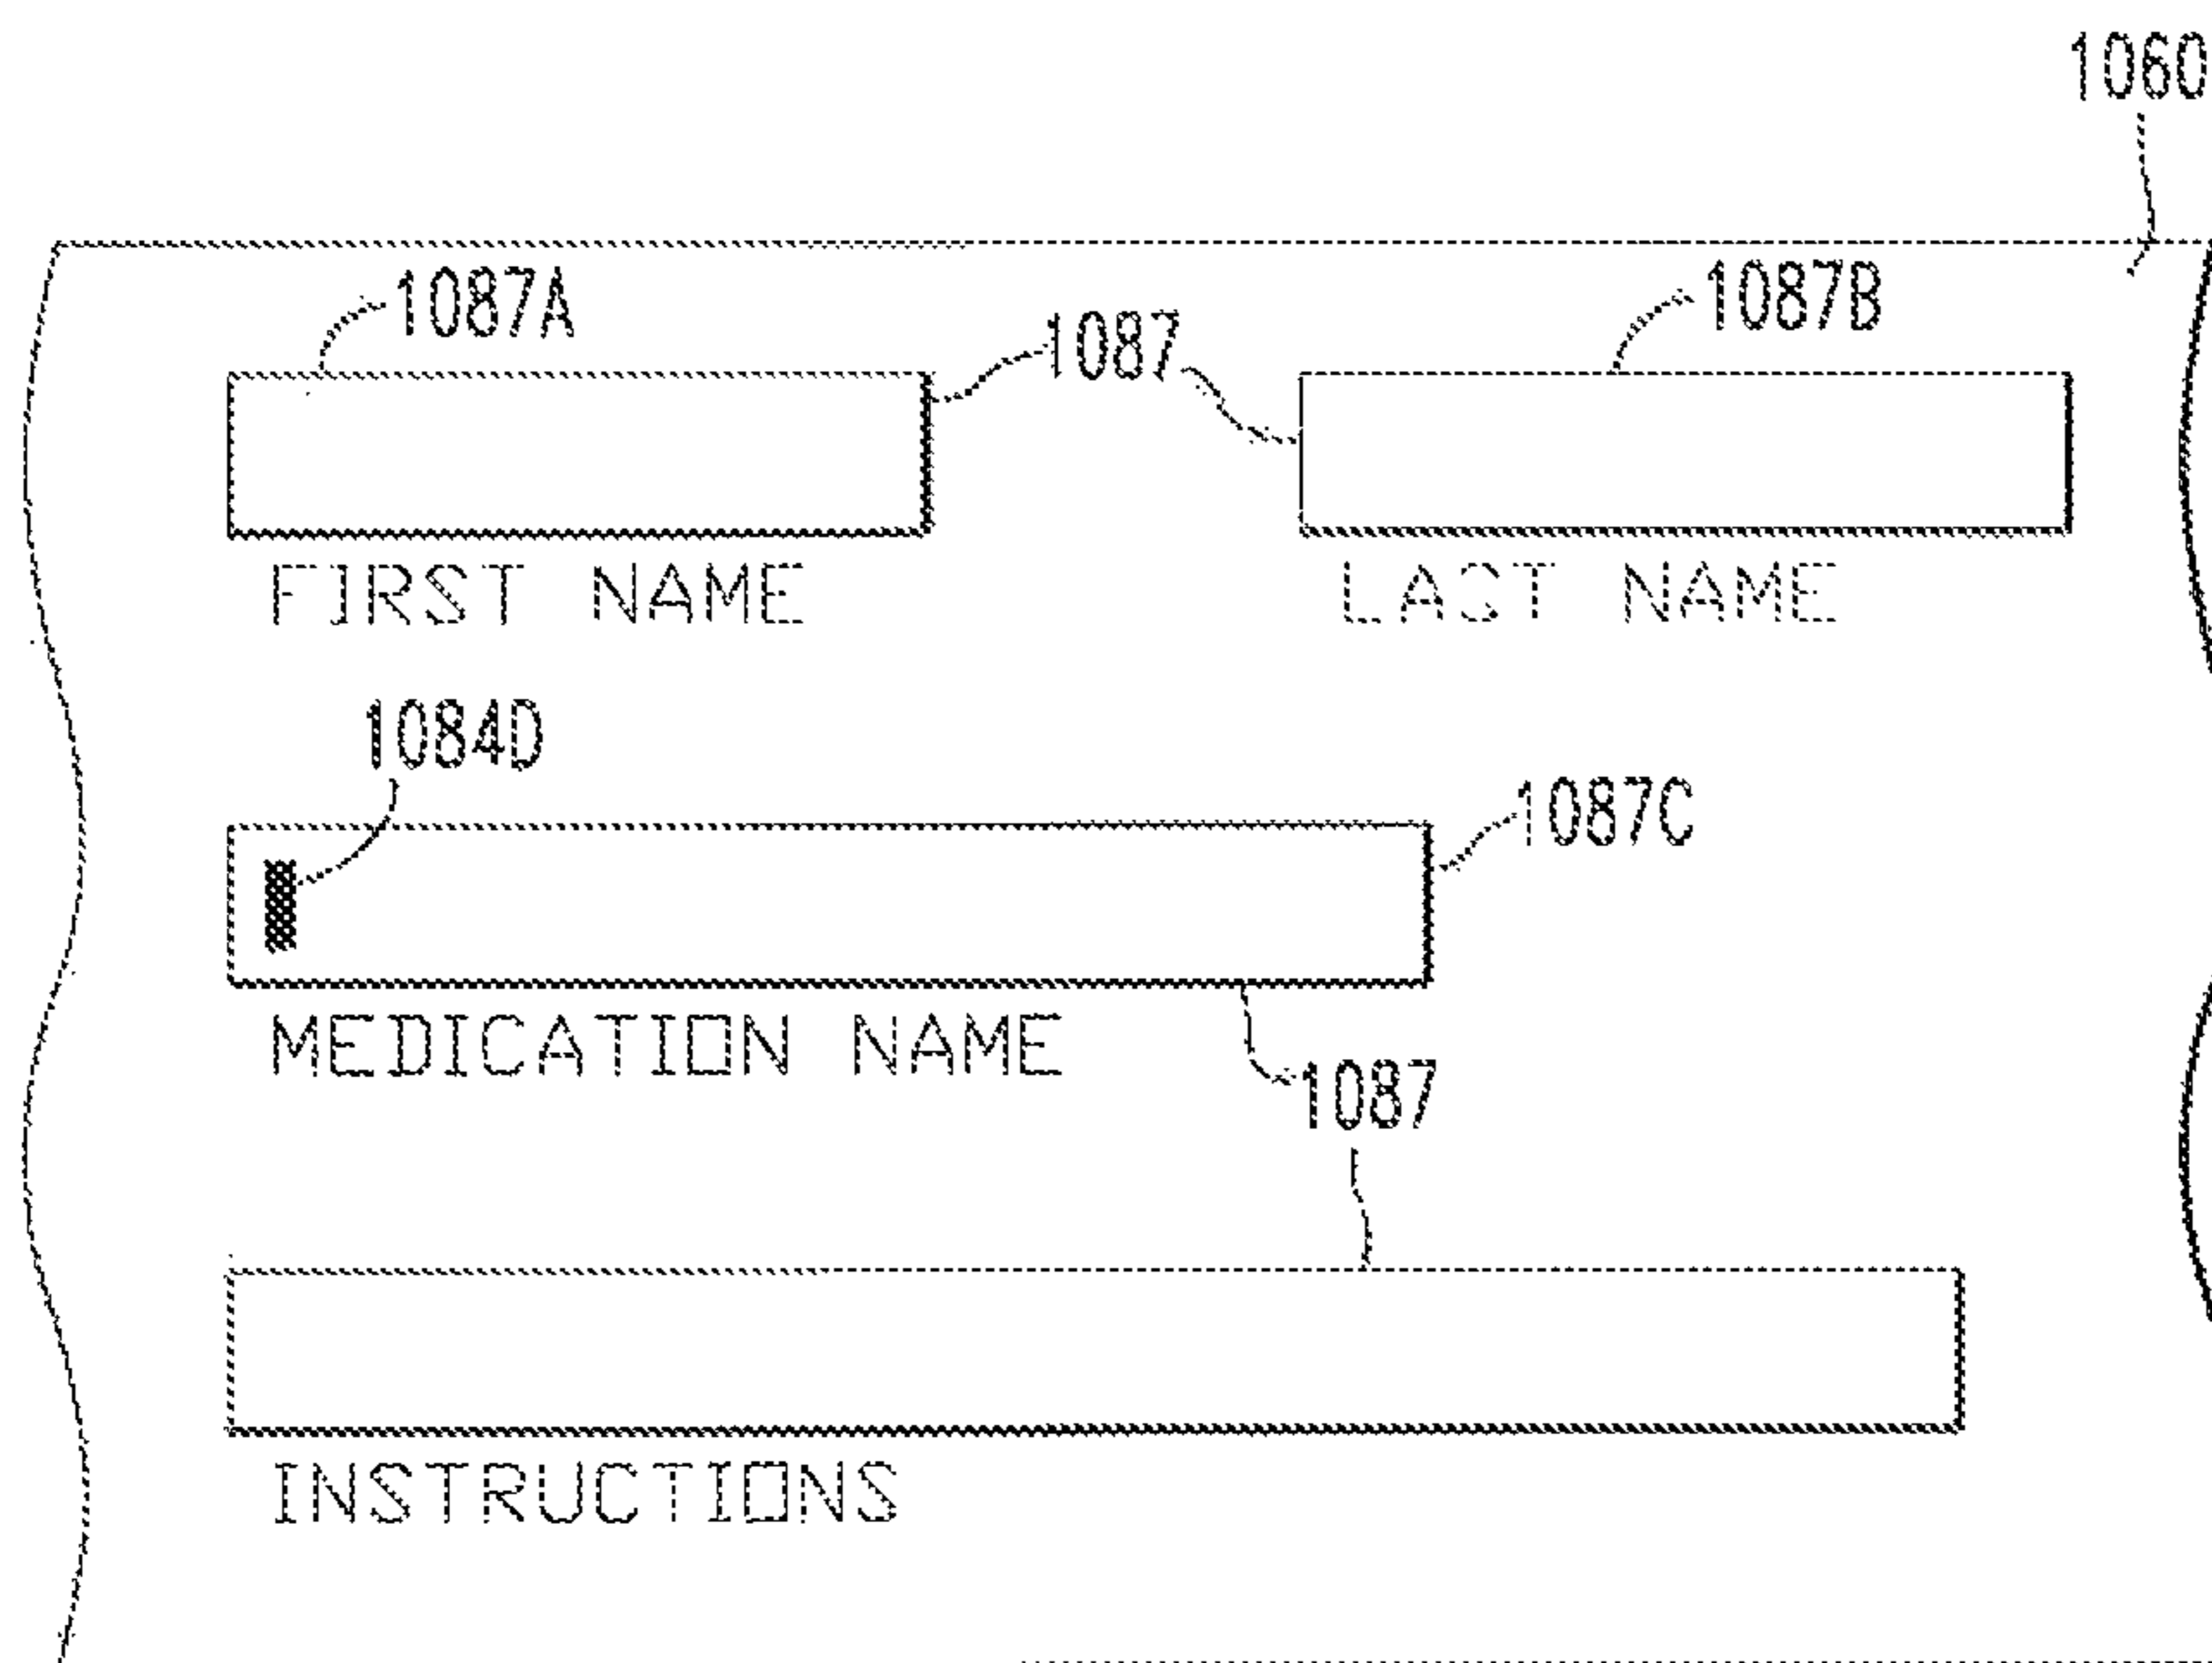 1060
1087A 1087 1087B
FIRST NAME LAST NAME
1084D
1087C
MEDICATION NAME
1087
INSTRUCTIONS